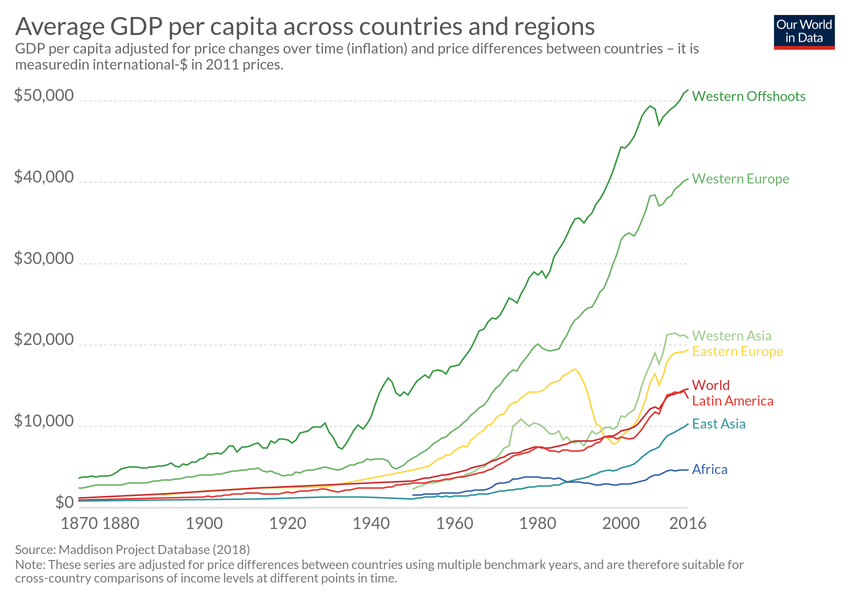 Average GDP per capita across countries and regions
Our World
in Data
GDP per capita adjusted for price changes over time (inflation) and price differences between countries – it is
measuredin international-$ in 2011 prices.
$50,000
Western Offshoots
$40,000
Western Europe
$30,000
$20,000
Western Asia
Eastern Europe
World
Latin America
$10,000
East Asia
Africa
$0
1870 1880 1900 1920 1940 1960 1980 2000 2016
Source: Maddison Project Database (2018)
Note: These series are adjusted for price differences between countries using multiple benchmark years, and are therefore suitable for
cross-country comparisons of income levels at different points in time.